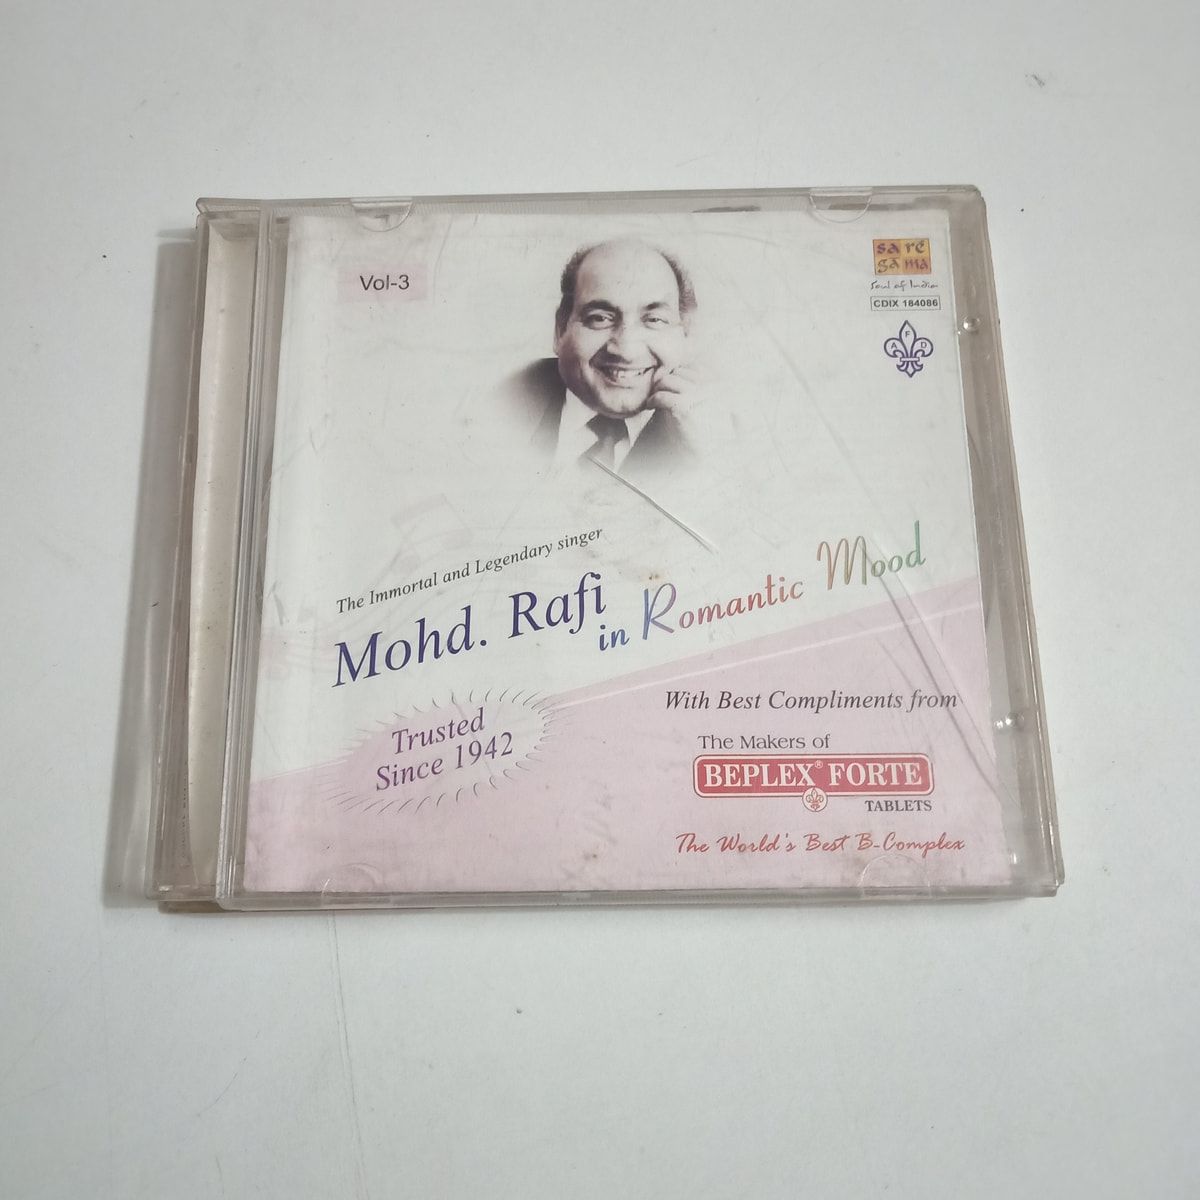 Vol-3
sa re
ga ma
Soul of India
CDIX 184086
F
A D
The Immortal and Legendary singer
Mohd. Rafi
in Romantic Mood
Trusted
Since 1942
With Best Compliments from
The Makers of
BEPLEX® FORTE
TABLETS
The World's Best B-Complex